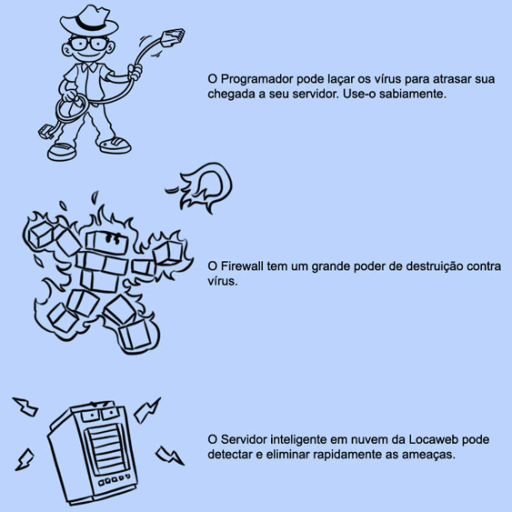 O Programador pode laçar os vírus para atrasar sua
chegada a seu servidor. Use-o sabiamente.
O Firewall tem um grande poder de destruição contra
vírus.
O Servidor inteligente em nuvem da Locaweb pode
detectar e eliminar rapidamente as ameaças.